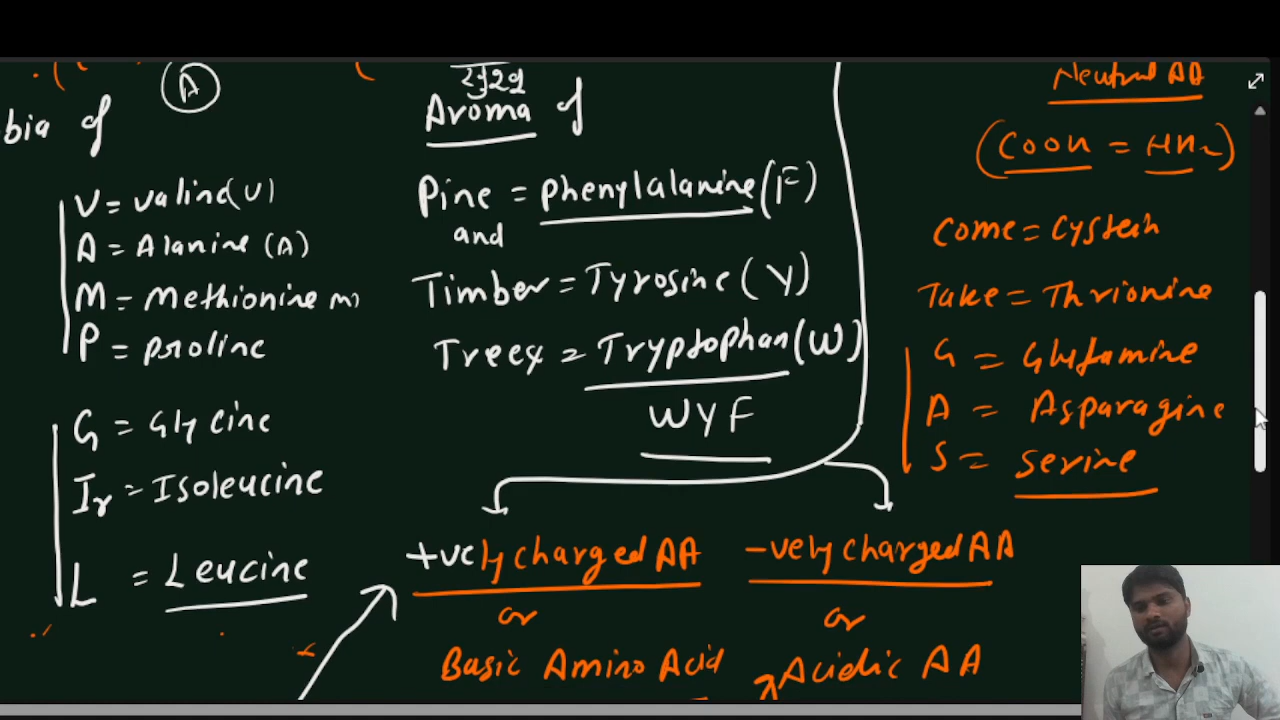 bia of
A
V = valine(V)
A = Alanine (A)
M = Methionine m)
P = proline
G = Glycine
Ir = Isoleucine
L = Leucine
Aroma of
Pine = phenylalanine (F)
and
Timber = Tyrosine (Y)
Trees = Tryptophan (W)
WYF
Neutral AA
(COOH = HN2)
Come = Cystein
Take = Thrionine
G = Glutamine
A = Asparagine
S = Serine
+vely charged AA
or
Basic Amino Acid
-vely charged AA
or
Acidic AA